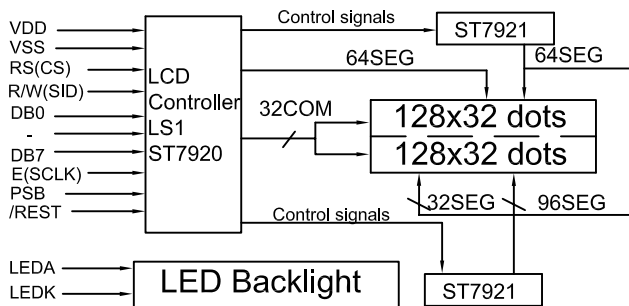 VDD
VSS
RS(CS)
R/W(SID)
DB0
-
DB7
E(SCLK)
PSB
/REST
LCD
Controller
LS1
ST7920
Control signals
ST7921
64SEG
64SEG
32COM
128x32 dots
128x32 dots
32SEG
96SEG
Control signals
ST7921
LEDA
LEDK
LED Backlight